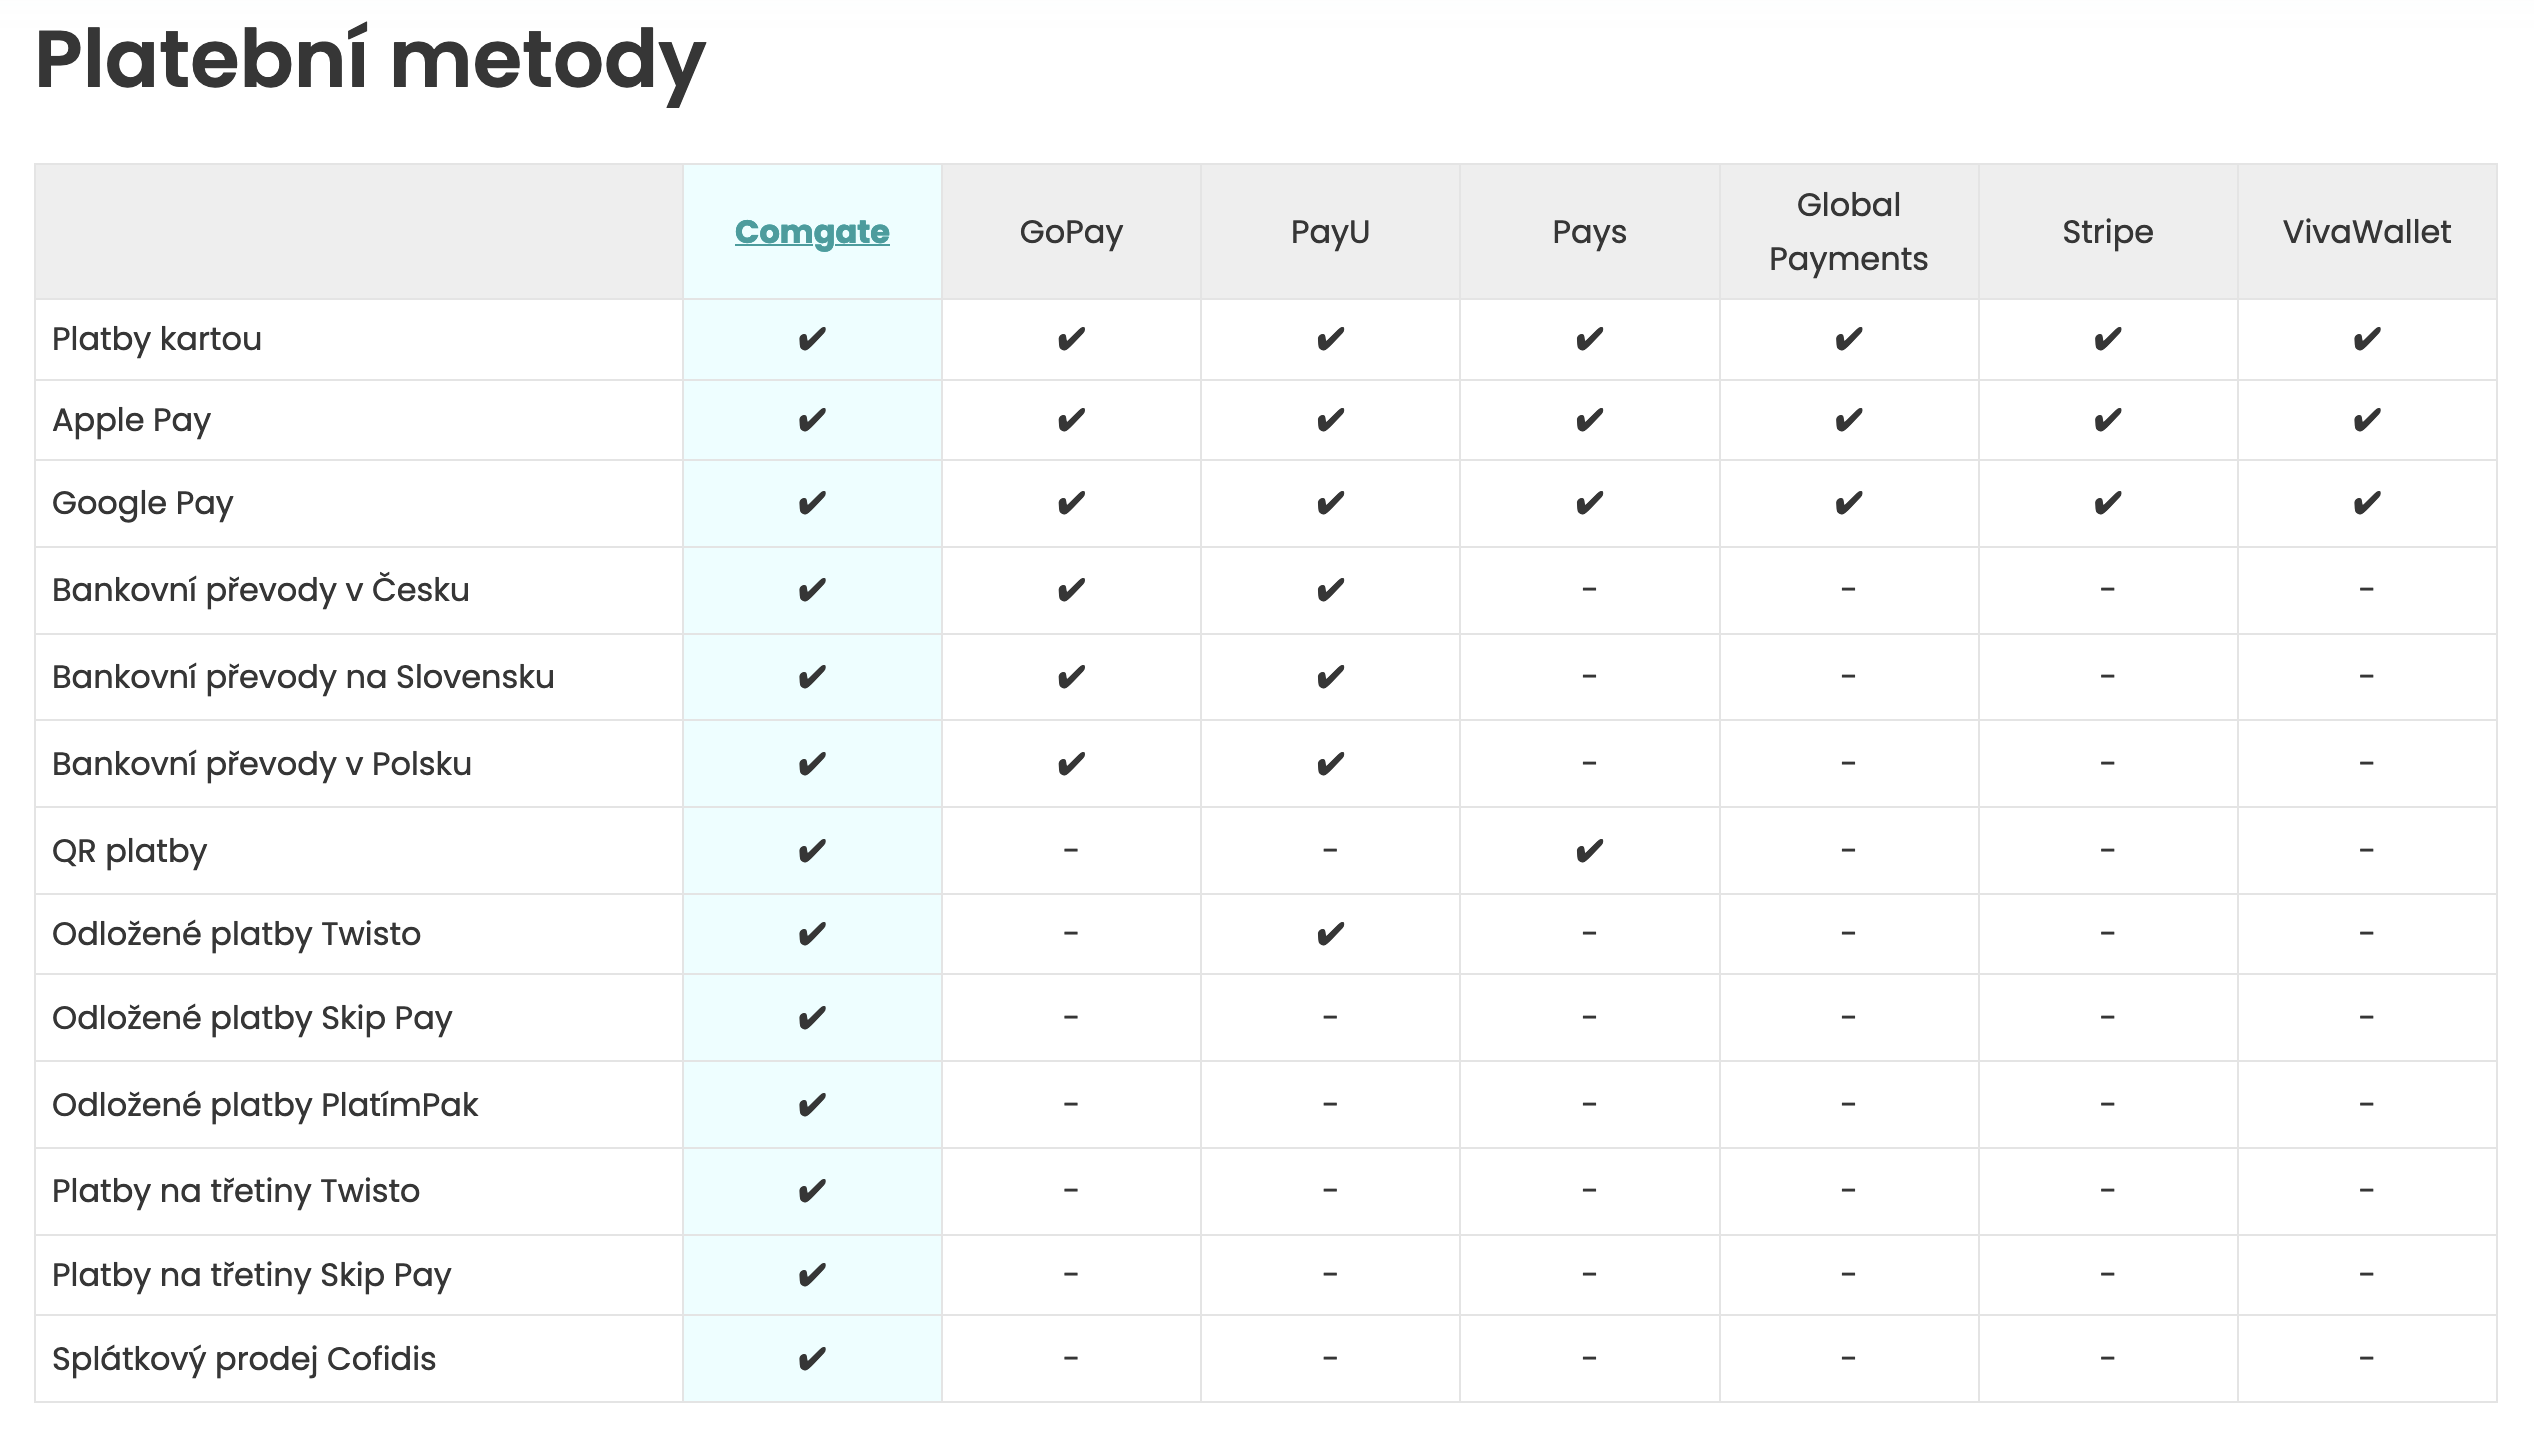 Platební metody
Comgate GoPay PayU Pays Global Payments Stripe VivaWallet
Platby kartou ✔ ✔ ✔ ✔ ✔ ✔ ✔
Apple Pay ✔ ✔ ✔ ✔ ✔ ✔ ✔
Google Pay ✔ ✔ ✔ ✔ ✔ ✔ ✔
Bankovní převody v Česku ✔ ✔ ✔ - - - -
Bankovní převody na Slovensku ✔ ✔ ✔ - - - -
Bankovní převody v Polsku ✔ ✔ ✔ - - - -
QR platby ✔ - - ✔ - - -
Odložené platby Twisto ✔ - ✔ - - - -
Odložené platby Skip Pay ✔ - - - - - -
Odložené platby PlatímPak ✔ - - - - - -
Platby na třetiny Twisto ✔ - - - - - -
Platby na třetiny Skip Pay ✔ - - - - - -
Splátkový prodej Cofidis ✔ - - - - - -